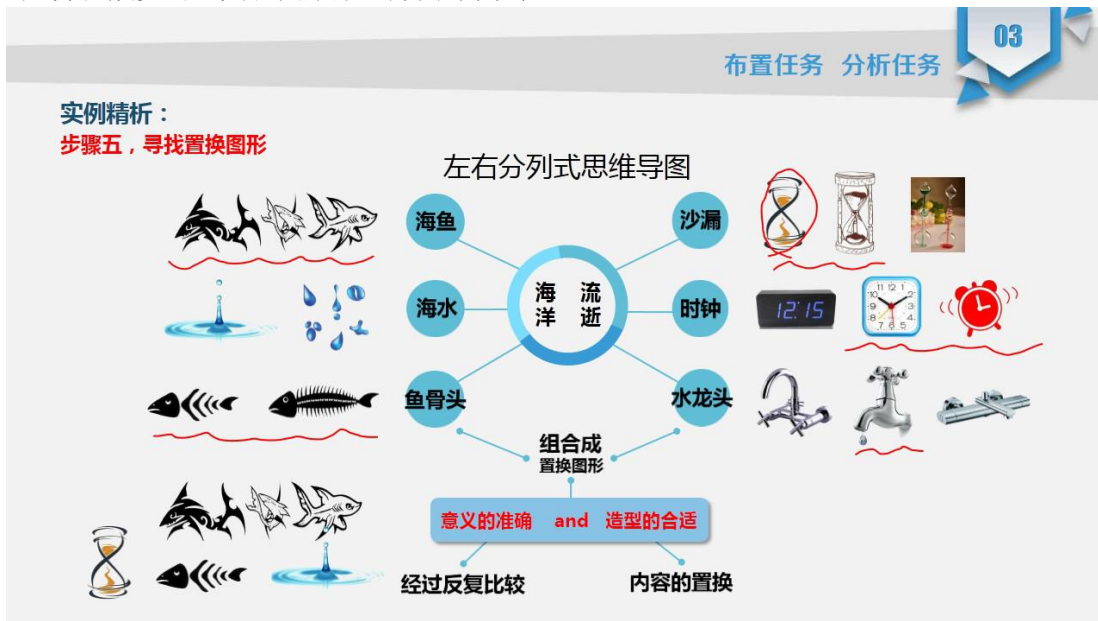 03
布置任务 分析任务
实例精析：
步骤五，寻找置换图形
左右分列式思维导图
海鱼
沙漏
海水
海洋
流逝
时钟
12:15
鱼骨头
水龙头
组合成
置换图形
意义的准确 and 造型的合适
经过反复比较
内容的置换